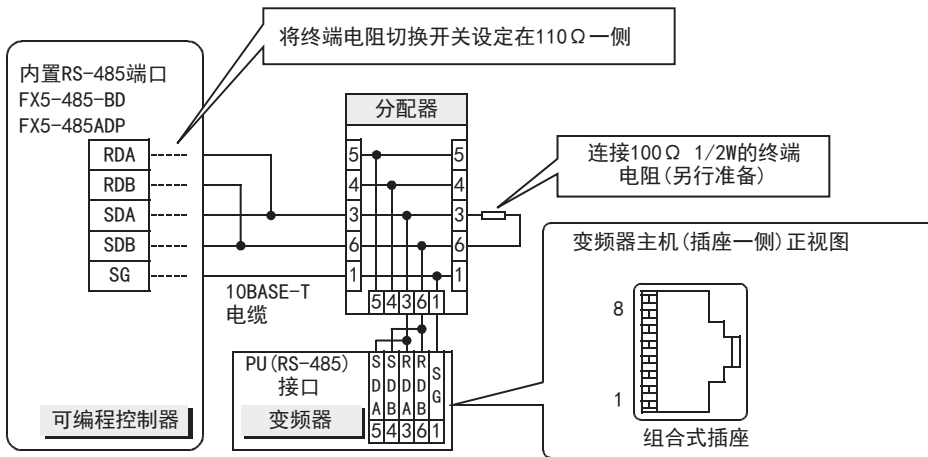 将终端电阻切换开关设定在110Ω一侧
内置RS-485端口
FX5-485-BD
FX5-485ADP
RDA
RDB
SDA
SDB
SG
可编程控制器
10BASE-T
电缆
分配器
5 5
4 4
3 3
6 6
1 1
5 4 3 6 1
连接100Ω 1/2W的终端
电阻(另行准备)
PU(RS-485)
接口
变频器
SDA SDB RDA RDB SG
5 4 3 6 1
变频器主机(插座一侧)正视图
8
1
组合式插座